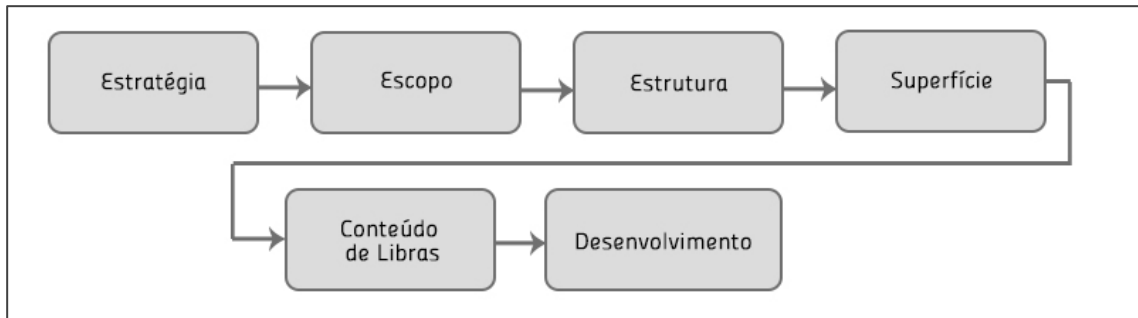 Estratégia
Escopo
Estrutura
Superfície
Conteúdo
de Libras
Desenvolvimento